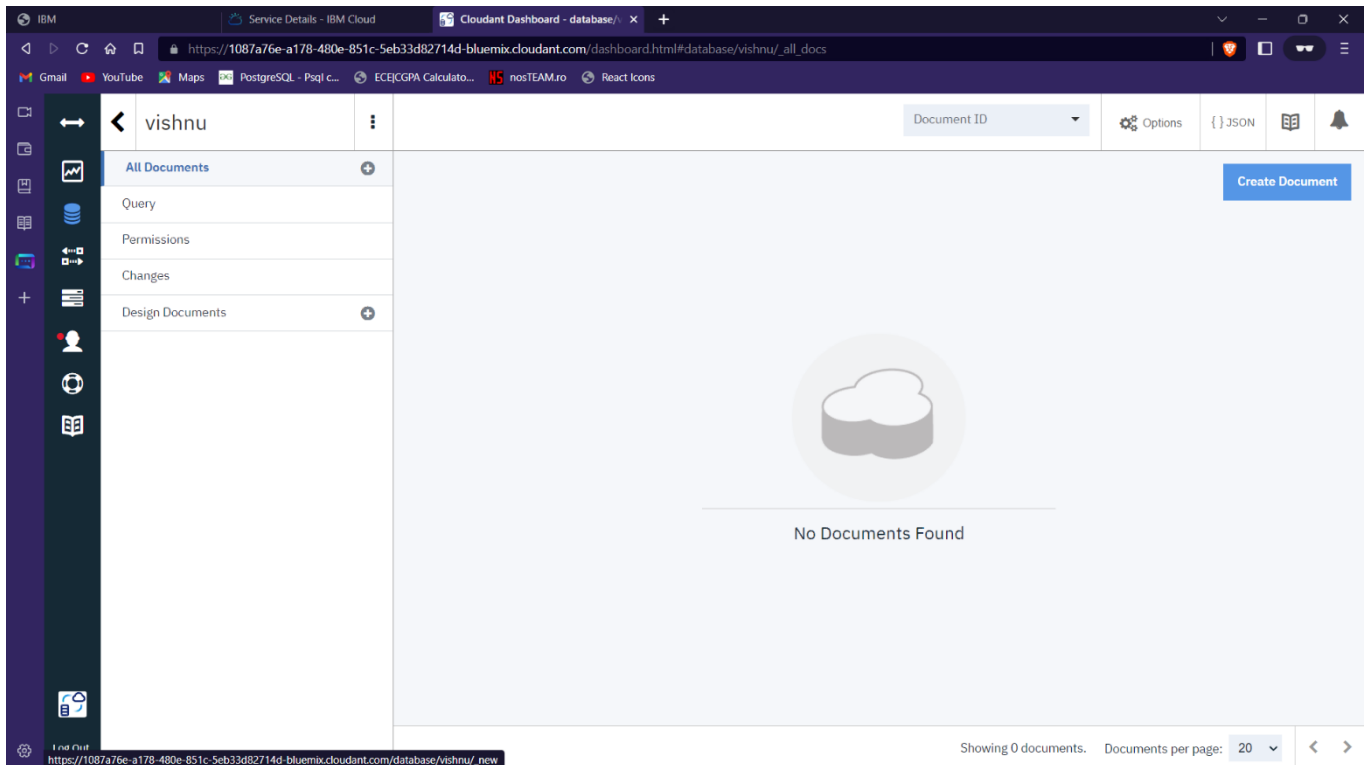 IBM
Service Details - IBM Cloud
Cloudant Dashboard - database/v
https://1087a76e-a178-480e-851c-5eb33d82714d-bluemix.cloudant.com/dashboard.html#database/vishnu/_all_docs
Gmail YouTube Maps PostgreSQL - Psql c... ECE|CGPA Calculato... NS nosTEAM.ro React Icons
vishnu
Document ID
Options
{ } JSON
All Documents
Create Document
Query
Permissions
Changes
Design Documents
No Documents Found
Log Out
Showing 0 documents. Documents per page: 20
https://1087a76e-a178-480e-851c-5eb33d82714d-bluemix.cloudant.com/database/vishnu/_new